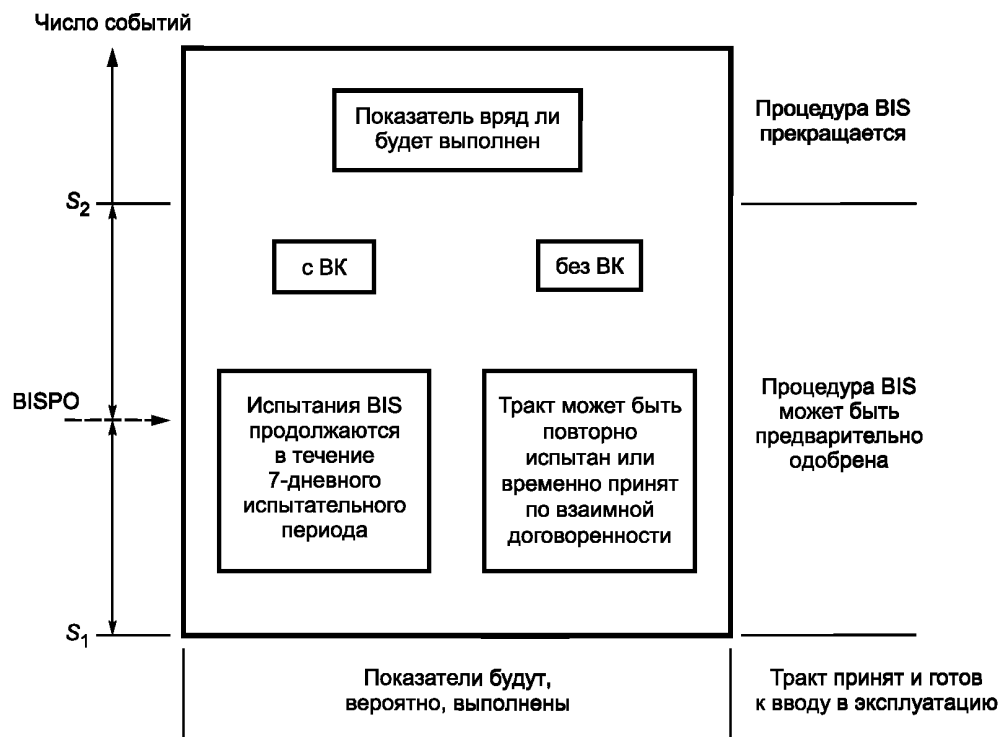 Число событий
Показатель вряд ли
будет выполнен
Процедура BIS
прекращается
S2
с ВК
без ВК
BISPO
Испытания BIS
продолжаются
в течение
7-дневного
испытательного
периода
Тракт может быть
повторно
испытан или
временно принят
по взаимной
договоренности
Процедура BIS
может быть
предварительно
одобрена
S1
Показатели будут,
вероятно, выполнены
Тракт принят и готов
к вводу в эксплуатацию